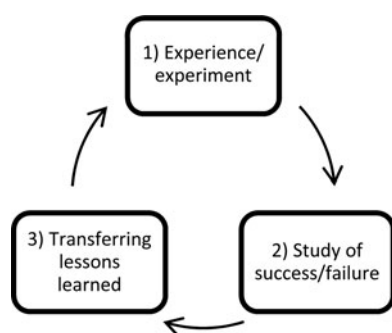 1) Experience/
experiment
2) Study of
success/failure
3) Transferring
lessons
learned